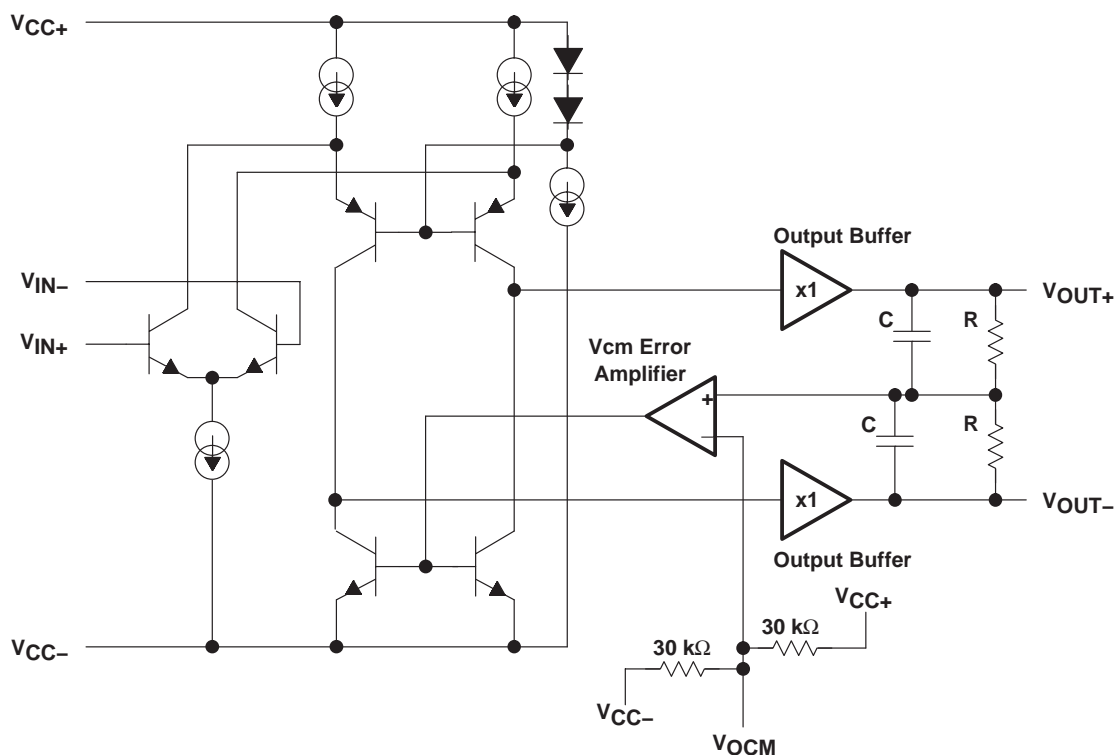 VCC+
Output Buffer
VIN–
x1
VOUT+
C
R
VIN+
Vcm Error
Amplifier
+
C
R
–
x1
VOUT–
Output Buffer
VCC+
30 kΩ
VCC–
30 kΩ
VCC–
VOCM